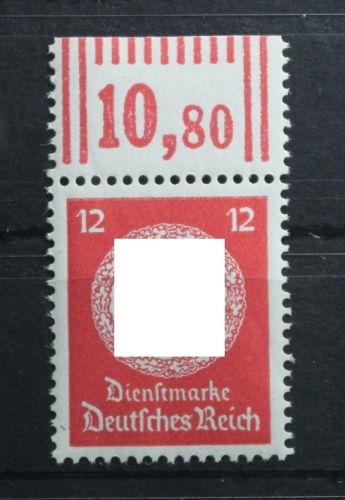 10,80
12 12
Dienſtmarke
Deutſches Reich